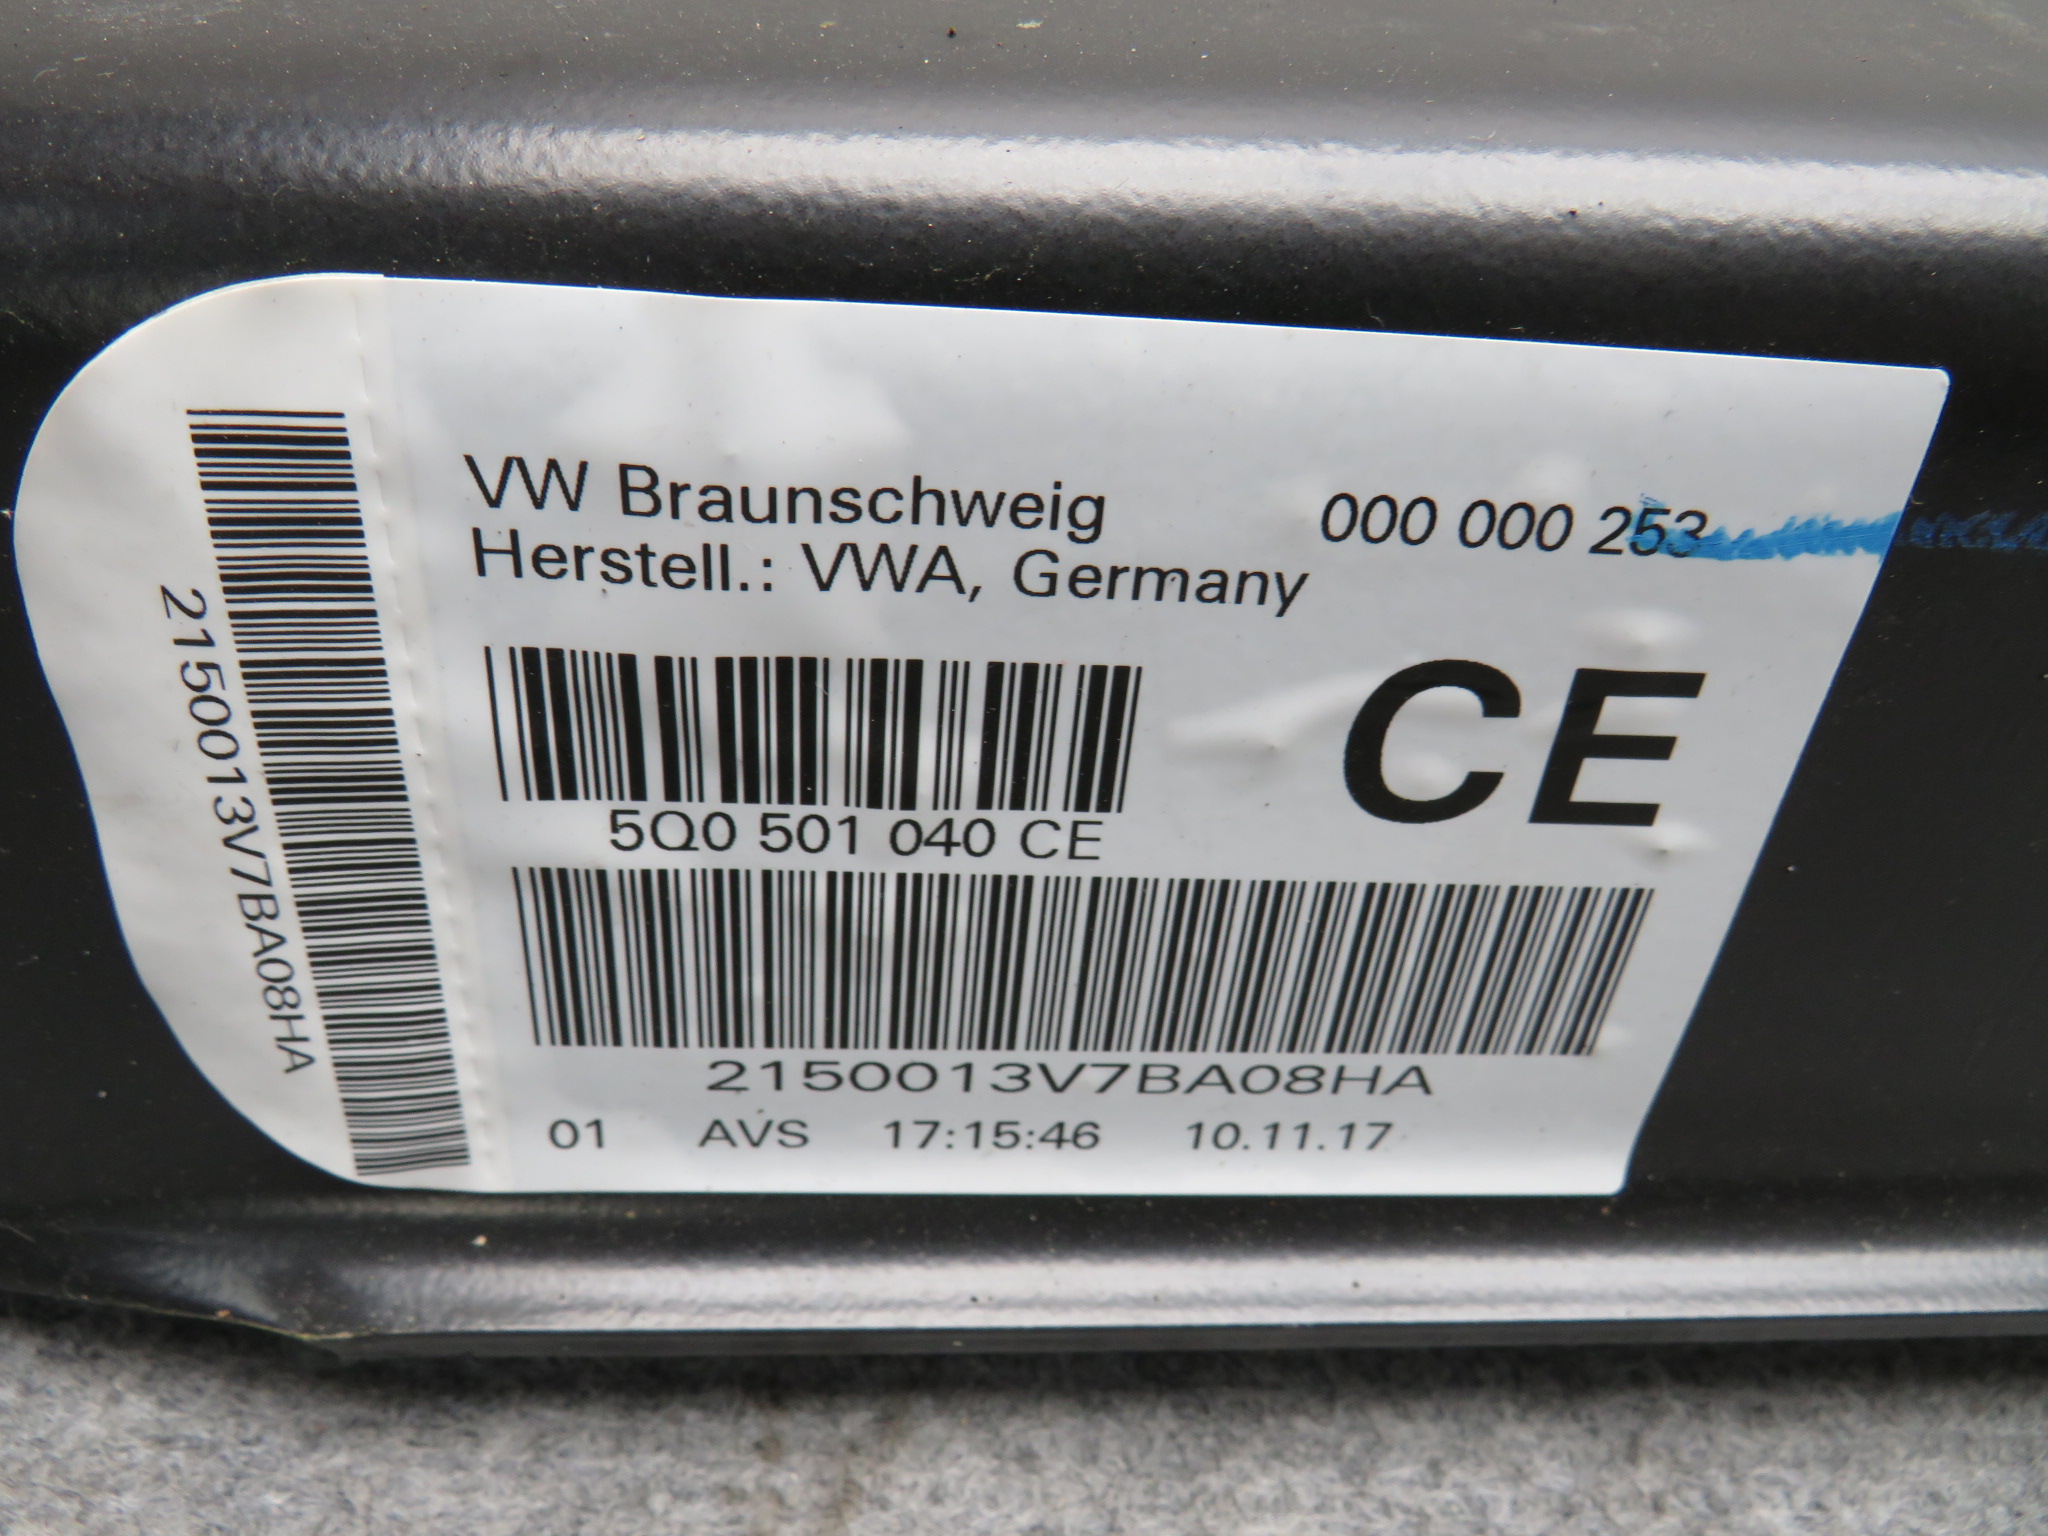 VW Braunschweig
000 000 253
Herstell.: VWA, Germany
CE
5Q0 501 040 CE
2150013V7BA08HA
01 AVS 17:15:46 10.11.17
2150013V7BA08HA